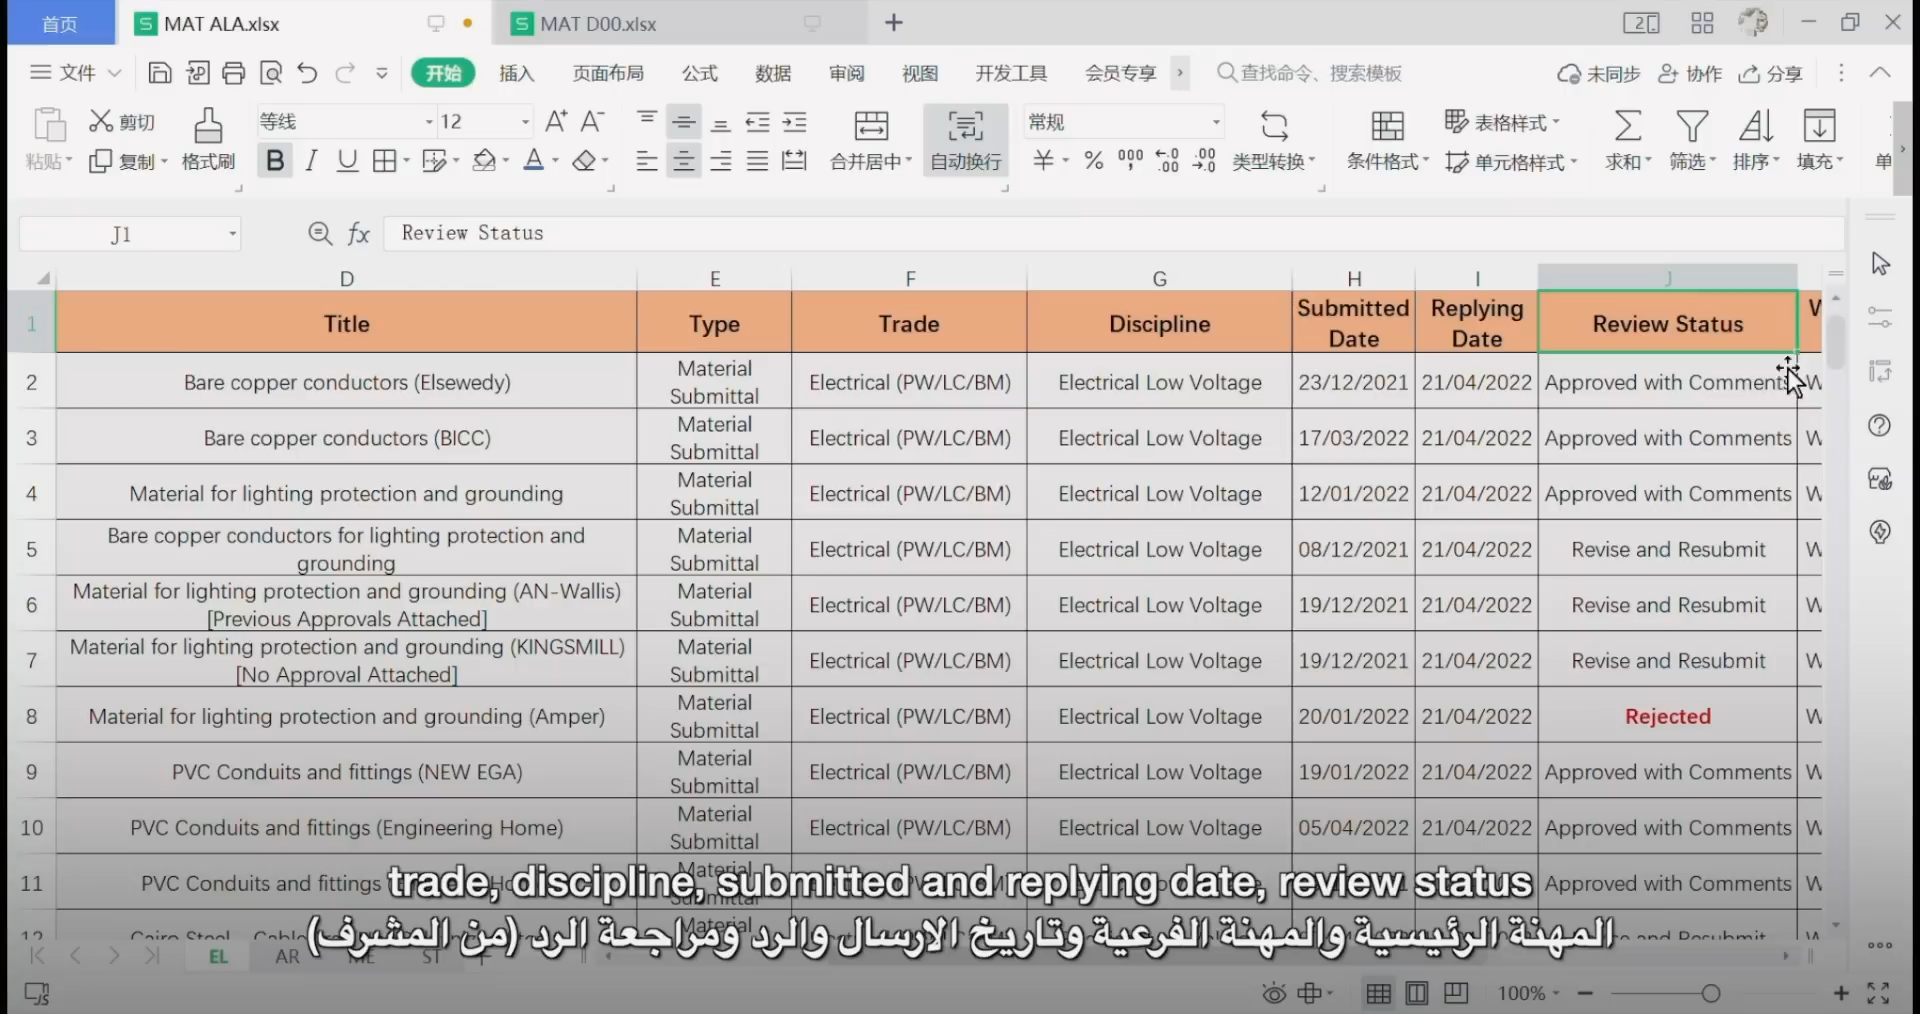 首页 MAT ALA.xlsx MAT D00.xlsx
文件 开始 插入 页面布局 公式 数据 审阅 视图 开发工具 会员专享 查找命令、搜索模板 未同步 协作 分享
粘贴 剪切 复制 格式刷 等线 12 合并居中 自动换行 常规 类型转换 条件格式 表格样式 单元格样式 求和 筛选 排序 填充 单
J1 fx Review Status
D E F G H I J
1 Title Type Trade Discipline Submitted Date Replying Date Review Status
2 Bare copper conductors (Elsewedy) Material Submittal Electrical (PW/LC/BM) Electrical Low Voltage 23/12/2021 21/04/2022 Approved with Comments W
3 Bare copper conductors (BICC) Material Submittal Electrical (PW/LC/BM) Electrical Low Voltage 17/03/2022 21/04/2022 Approved with Comments W
4 Material for lighting protection and grounding Material Submittal Electrical (PW/LC/BM) Electrical Low Voltage 12/01/2022 21/04/2022 Approved with Comments W
5 Bare copper conductors for lighting protection and grounding Material Submittal Electrical (PW/LC/BM) Electrical Low Voltage 08/12/2021 21/04/2022 Revise and Resubmit W
6 Material for lighting protection and grounding (AN-Wallis) [Previous Approvals Attached] Material Submittal Electrical (PW/LC/BM) Electrical Low Voltage 19/12/2021 21/04/2022 Revise and Resubmit W
7 Material for lighting protection and grounding (KINGSMILL) [No Approval Attached] Material Submittal Electrical (PW/LC/BM) Electrical Low Voltage 19/12/2021 21/04/2022 Revise and Resubmit W
8 Material for lighting protection and grounding (Amper) Material Submittal Electrical (PW/LC/BM) Electrical Low Voltage 20/01/2022 21/04/2022 Rejected W
9 PVC Conduits and fittings (NEW EGA) Material Submittal Electrical (PW/LC/BM) Electrical Low Voltage 19/01/2022 21/04/2022 Approved with Comments W
10 PVC Conduits and fittings (Engineering Home) Material Submittal Electrical (PW/LC/BM) Electrical Low Voltage 05/04/2022 21/04/2022 Approved with Comments W
11 PVC Conduits and fittings Material Approved with Comments W
trade, discipline, submitted and replying date, review status
المهنة الرئيسية والمهنة الفرعية وتاريخ الإرسال والرد ومراجعة الرد (من المشرف)
EL AR ME ST
100%